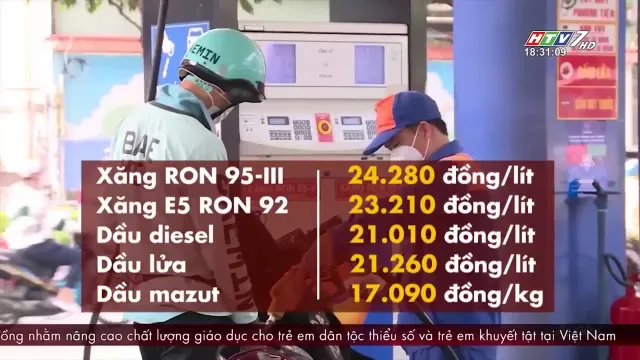 HTV7 HD
18:31:09
EMIN
Xăng RON 95-III 24.280 đồng/lít
Xăng E5 RON 92 23.210 đồng/lít
Dầu diesel 21.010 đồng/lít
Dầu lửa 21.260 đồng/lít
Dầu mazut 17.090 đồng/kg
đồng nhằm nâng cao chất lượng giáo dục cho trẻ em dân tộc thiểu số và trẻ em khuyết tật tại Việt Nam